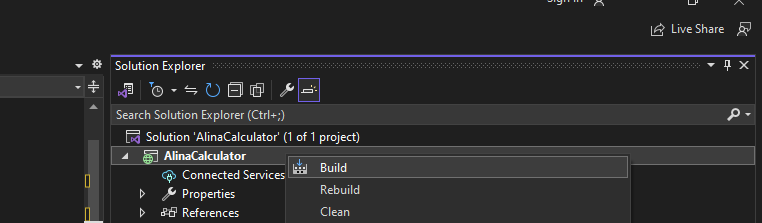 Sign in
Live Share
Solution Explorer
Search Solution Explorer (Ctrl+;)
Solution 'AlinaCalculator' (1 of 1 project)
AlinaCalculator
Connected Services
Build
Properties
Rebuild
References
Clean